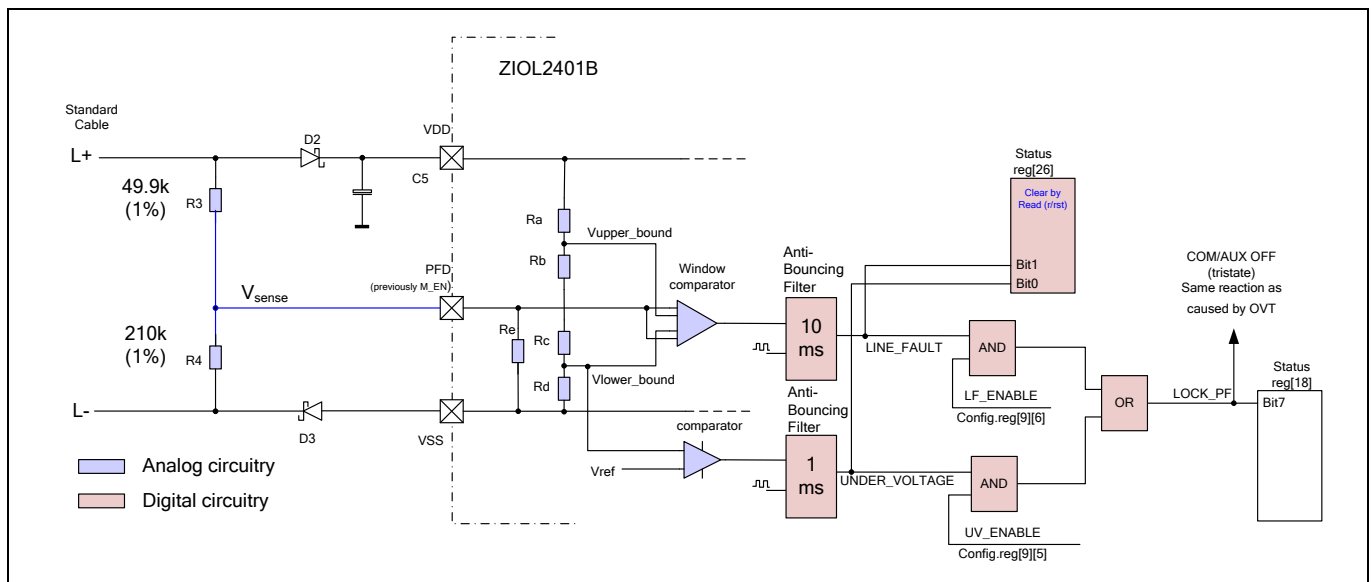 ZIOL2401B
Standard
Cable
L+
D2
VDD
C5
49.9k
(1%)
R3
Ra
Vupper_bound
Rb
PFD
(previously M_EN)
Vsense
Window
comparator
Anti-
Bouncing
Filter
10
ms
LINE_FAULT
Status
reg[26]
Clear by
Read (r/rst)
Bit1
Bit0
COM/AUX OFF
(tristate)
Same reaction as
caused by OVT
210k
(1%)
R4
Re
Rc
Vlower_bound
Rd
AND
LF_ENABLE
Config.reg[9][6]
OR
LOCK_PF
Status
reg[18]
Bit7
L-
D3
VSS
comparator
Vref
Anti-
Bouncing
Filter
1
ms
UNDER_VOLTAGE
AND
UV_ENABLE
Config.reg[9][5]
Analog circuitry
Digital circuitry